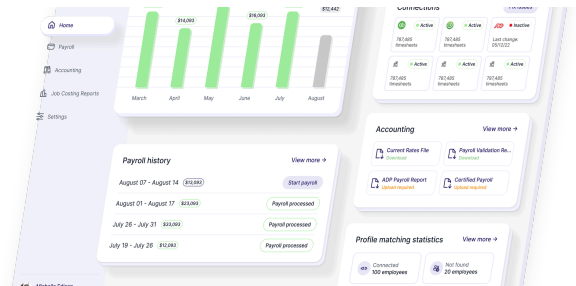 Home
Payroll
Accounting
Job Costing Reports
Settings
$14,093
$16,093
$12,442
March April May June July August
Connections
Active
Active
Inactive
787,485
timesheets
787,485
timesheets
Last change:
05/12/22
Active
Active
Active
787,485
timesheets
787,485
timesheets
787,485
timesheets
Payroll history
View more →
August 07 - August 14 $12,093
Start payroll
August 01 - August 17 $23,093
Payroll processed
July 26 - July 31 $23,093
Payroll processed
July 19 - July 26 $12,093
Payroll processed
Accounting
View more →
Current Rates File
Download
Payroll Validation Re...
Download
ADP Payroll Report
Upload required
Certified Payroll
Upload required
Profile matching statistics
View more →
Connected
100 employees
Not found
20 employees